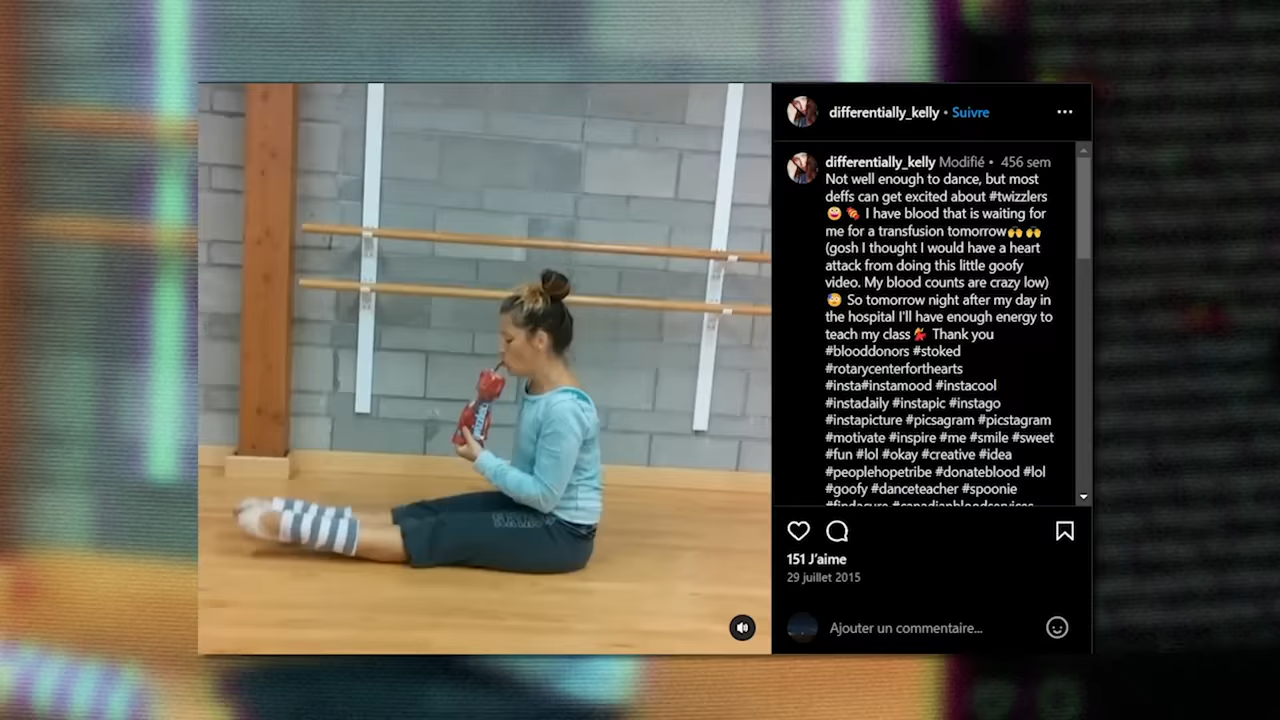 differentially_kelly • Suivre
differentially_kelly Modifié • 456 sem
Not well enough to dance, but most
deffs can get excited about #twizzlers
😄 🍬 I have blood that is waiting for
me for a transfusion tomorrow🙌 🙌
(gosh I thought I would have a heart
attack from doing this little goofy
video. My blood counts are crazy low)
😳 So tomorrow night after my day in
the hospital I'll have enough energy to
teach my class💃 Thank you
#blooddonors #stoked
#rotarycenterforthearts
#insta#instamood #instacool
#instadaily #instapic #instago
#instapicture #picsagram #picstagram
#motivate #inspire #me #smile #sweet
#fun #lol #okay #creative #idea
#peoplehopetribe #donateblood #lol
#goofy #danceteacher #spoonie
#findacure #canadianbloodservices
151 J'aime
29 juillet 2015
Ajouter un commentaire...